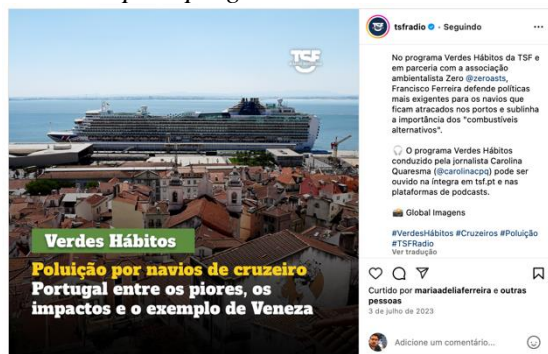 TSF
Verdes Hábitos
Poluição por navios de cruzeiro
Portugal entre os piores, os
impactos e o exemplo de Veneza
tsfradio • Seguindo
No programa Verdes Hábitos da TSF e
em parceria com a associação
ambientalista Zero @zeroasts,
Francisco Ferreira defende políticas
mais exigentes para os navios que
ficam atracados nos portos e sublinha
a importância dos "combustíveis
alternativos".
🎧 O programa Verdes Hábitos
conduzido pela jornalista Carolina
Quaresma (@carolinacpq) pode ser
ouvido na íntegra em tsf.pt e nas
plataformas de podcasts.
📸 Global Imagens
#VerdesHábitos #Cruzeiros #Poluição
#TSFRadio
Ver tradução
Curtido por mariaadeliaferreira e outras
pessoas
3 de julho de 2023
Adicione um comentário...